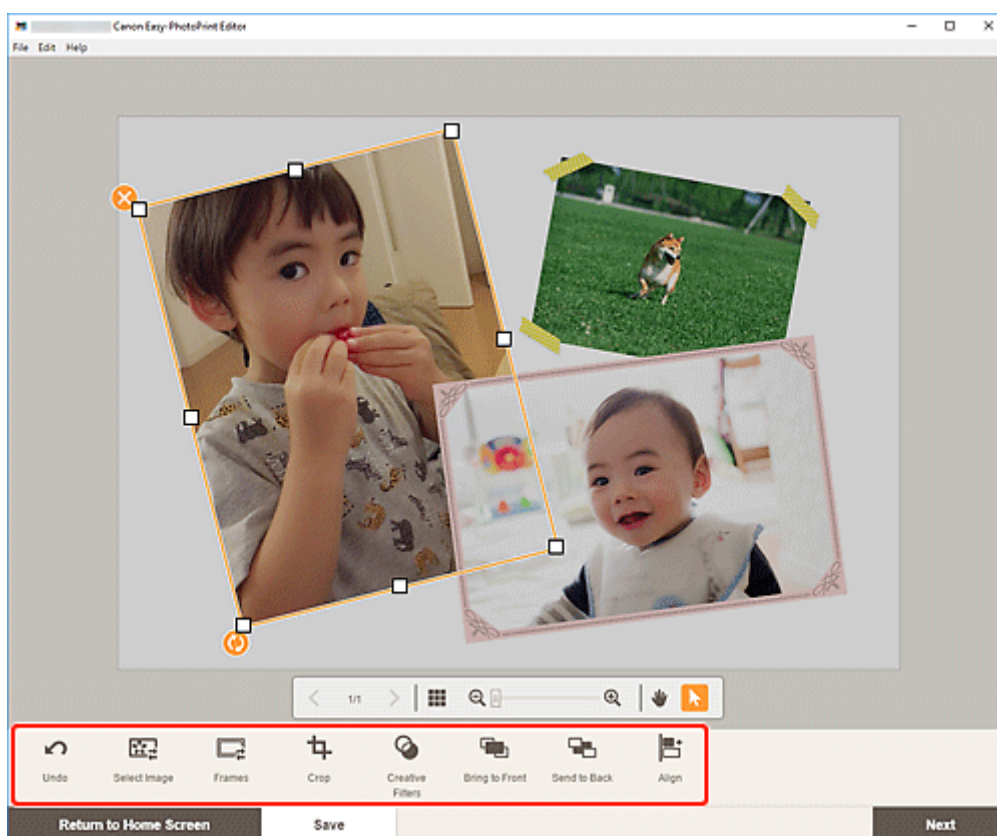 Canon Easy-PhotoPrint Editor
File Edit Help
1/1
Undo Select Image Frames Crop Creative Filters Bring to Front Send to Back Align
Return to Home Screen Save Next